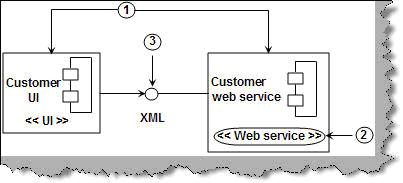 1
3
Customer
UI
<< UI >>
XML
Customer
web service
<< Web service >>
2